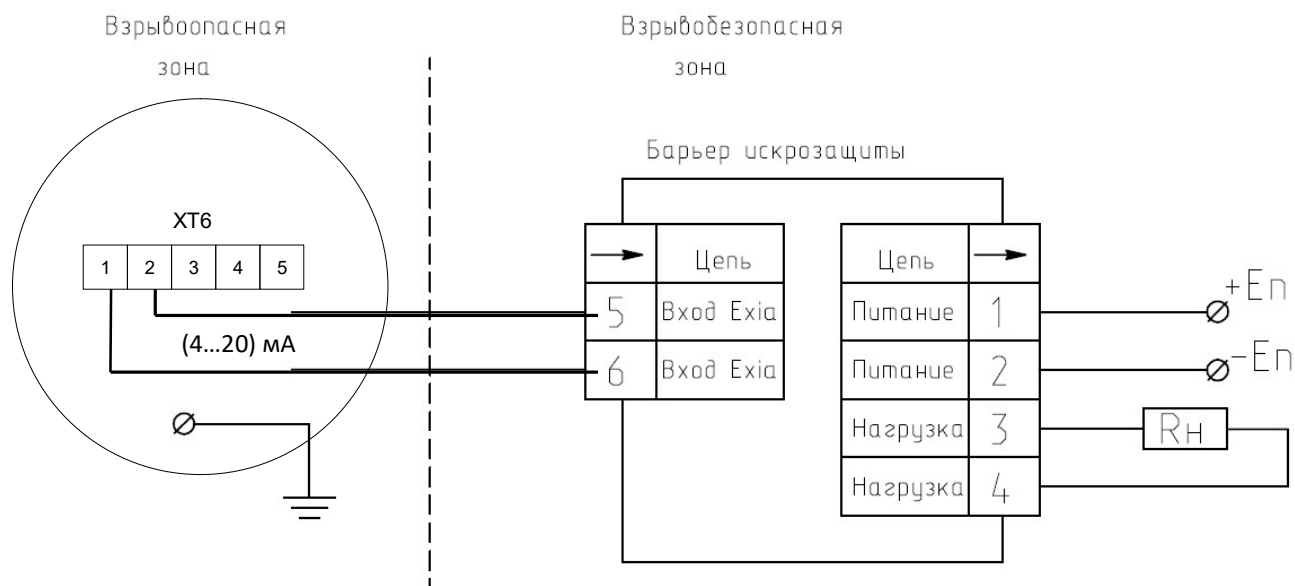 Взрывоопасная
зона
Взрывобезопасная
зона
Барьер искрозащиты
XT6
1 2 3 4 5
(4...20) мА
Цепь
5 Вход Exia
6 Вход Exia
Цепь
Питание 1
Питание 2
Нагрузка 3
Нагрузка 4
+Еп
-Еп
Rн